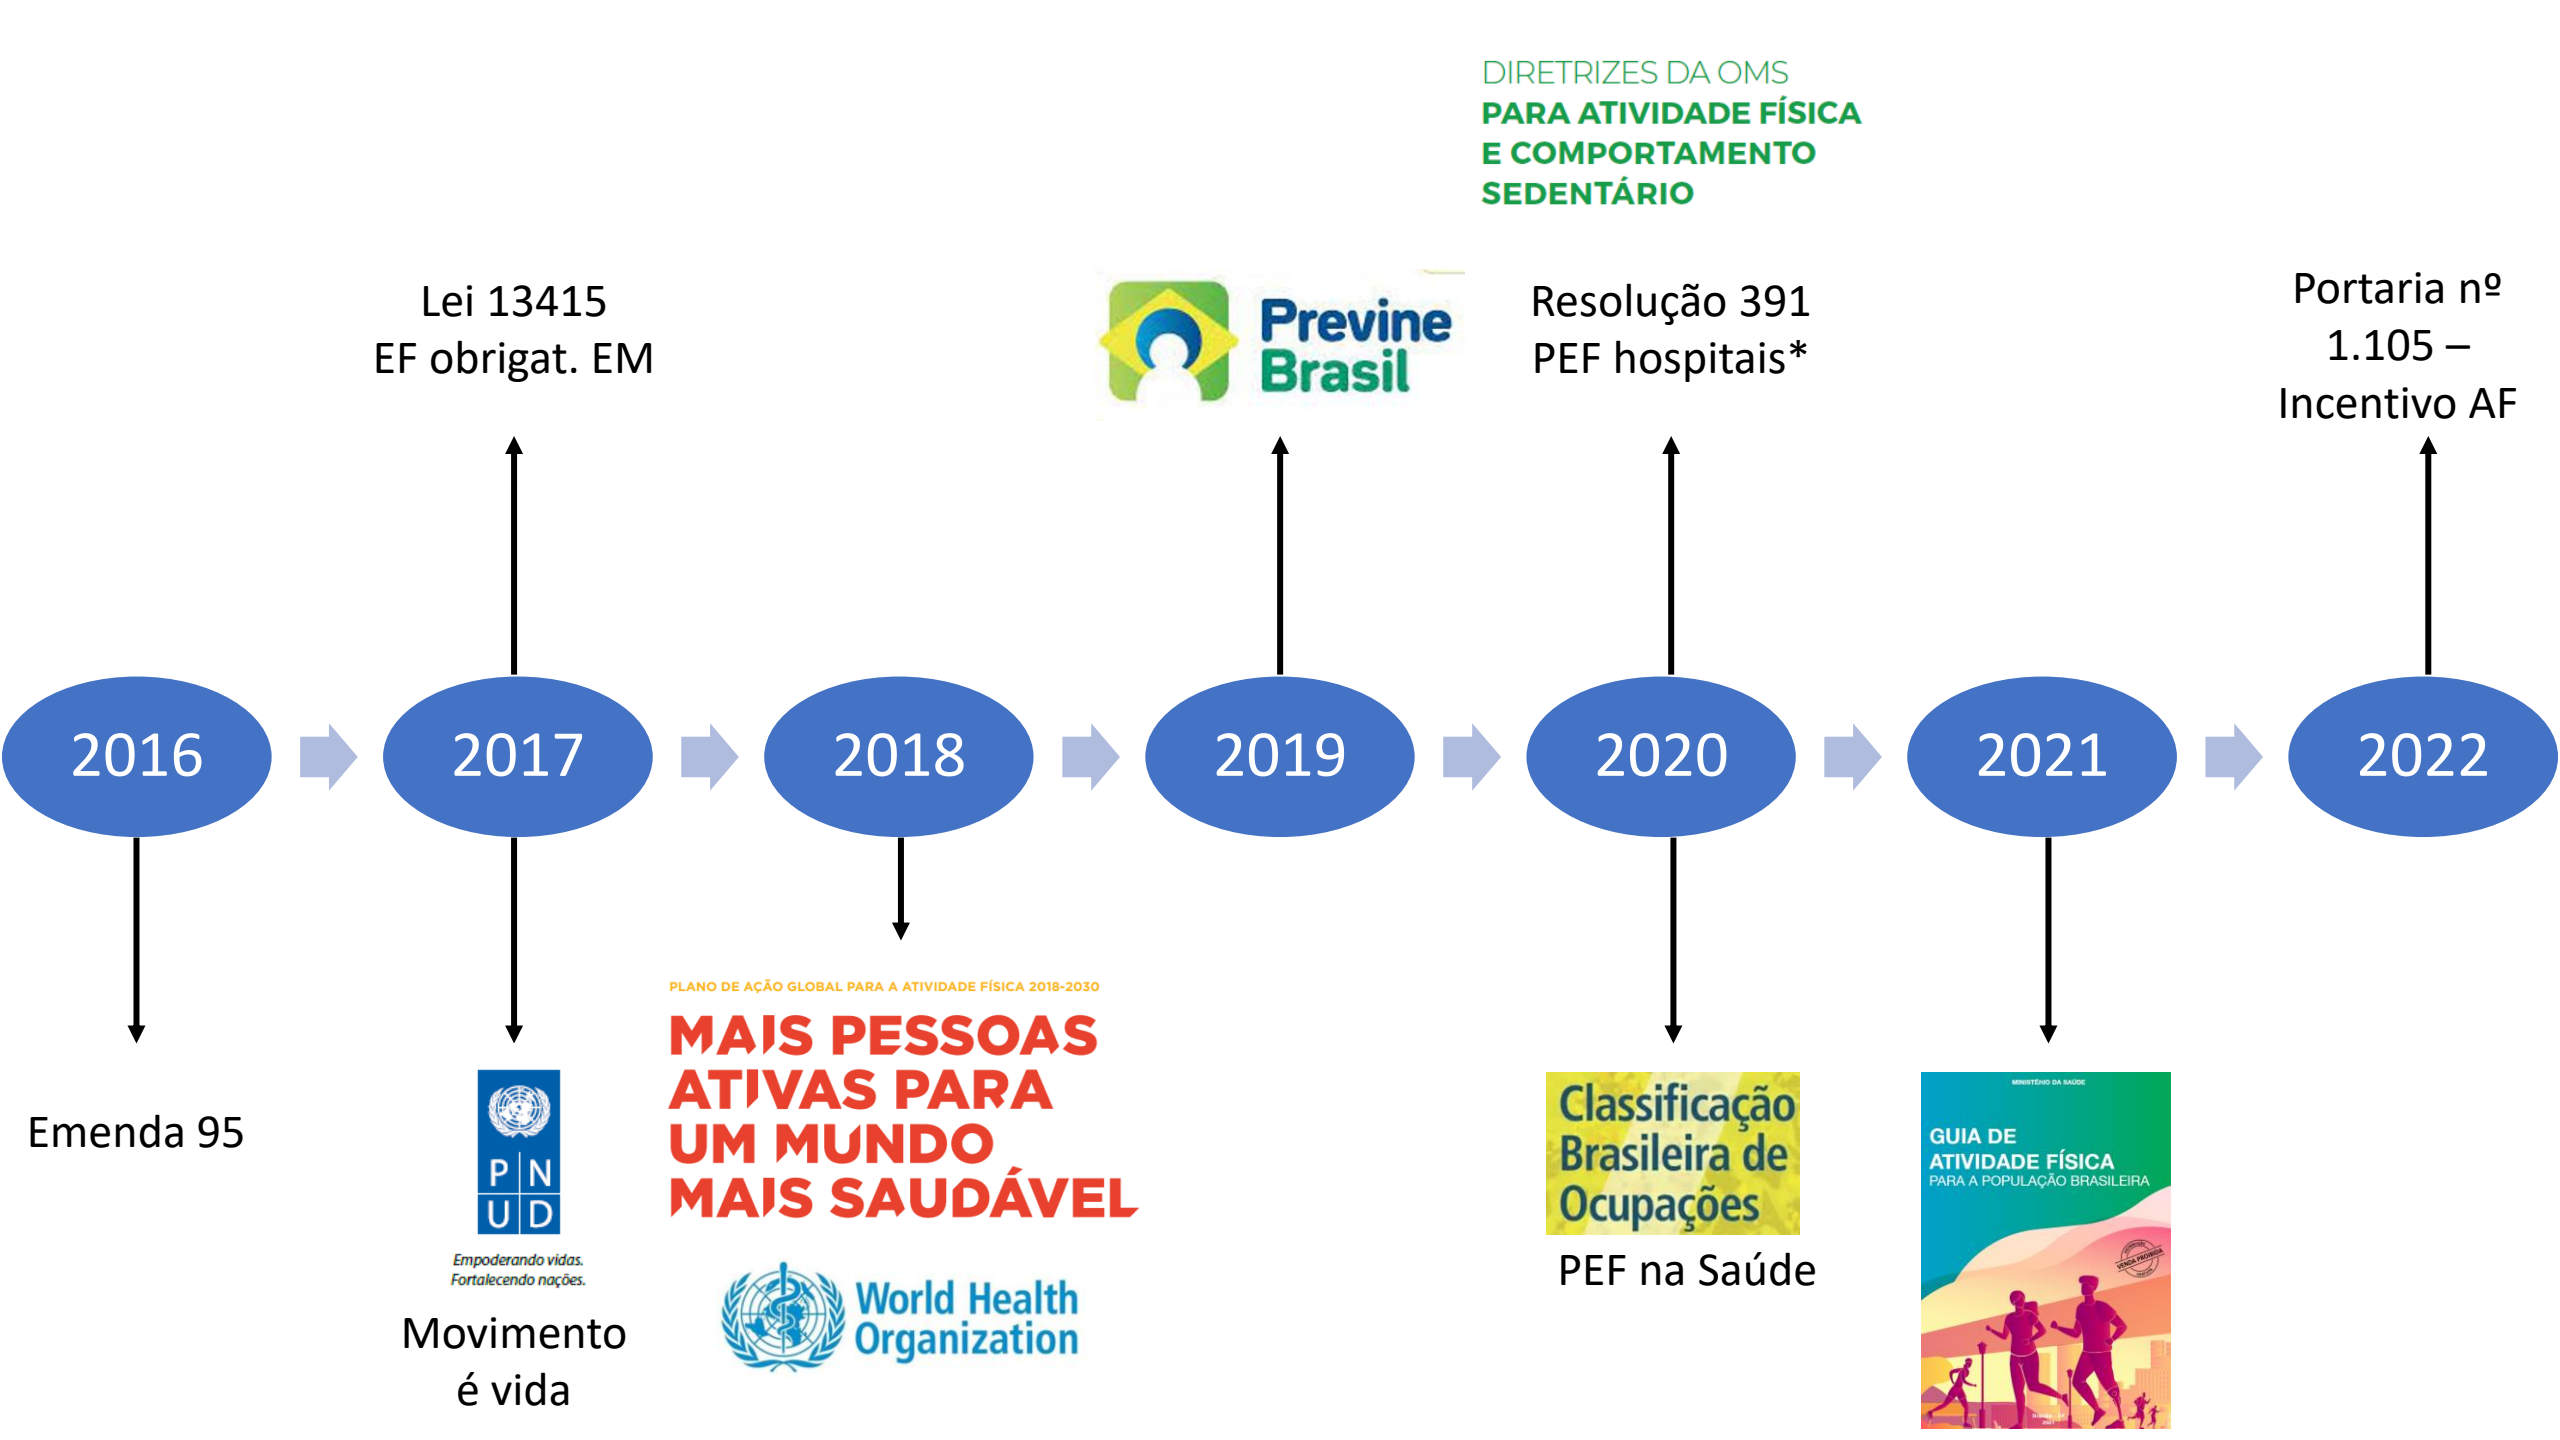 DIRETRIZES DA OMS
PARA ATIVIDADE FÍSICA
E COMPORTAMENTO
SEDENTÁRIO
Lei 13415
EF obrigat. EM
Previne
Brasil
Resolução 391
PEF hospitais*
Portaria nº
1.105 –
Incentivo AF
2016
2017
2018
2019
2020
2021
2022
Emenda 95
P N
U D
Empoderando vidas.
Fortalecendo nações.
Movimento
é vida
PLANO DE AÇÃO GLOBAL PARA A ATIVIDADE FÍSICA 2018-2030
MAIS PESSOAS
ATIVAS PARA
UM MUNDO
MAIS SAUDÁVEL
World Health
Organization
Classificação
Brasileira de
Ocupações
PEF na Saúde
MINISTÉRIO DA SAÚDE
GUIA DE
ATIVIDADE FÍSICA
PARA A POPULAÇÃO BRASILEIRA
VENDA PROIBIDA